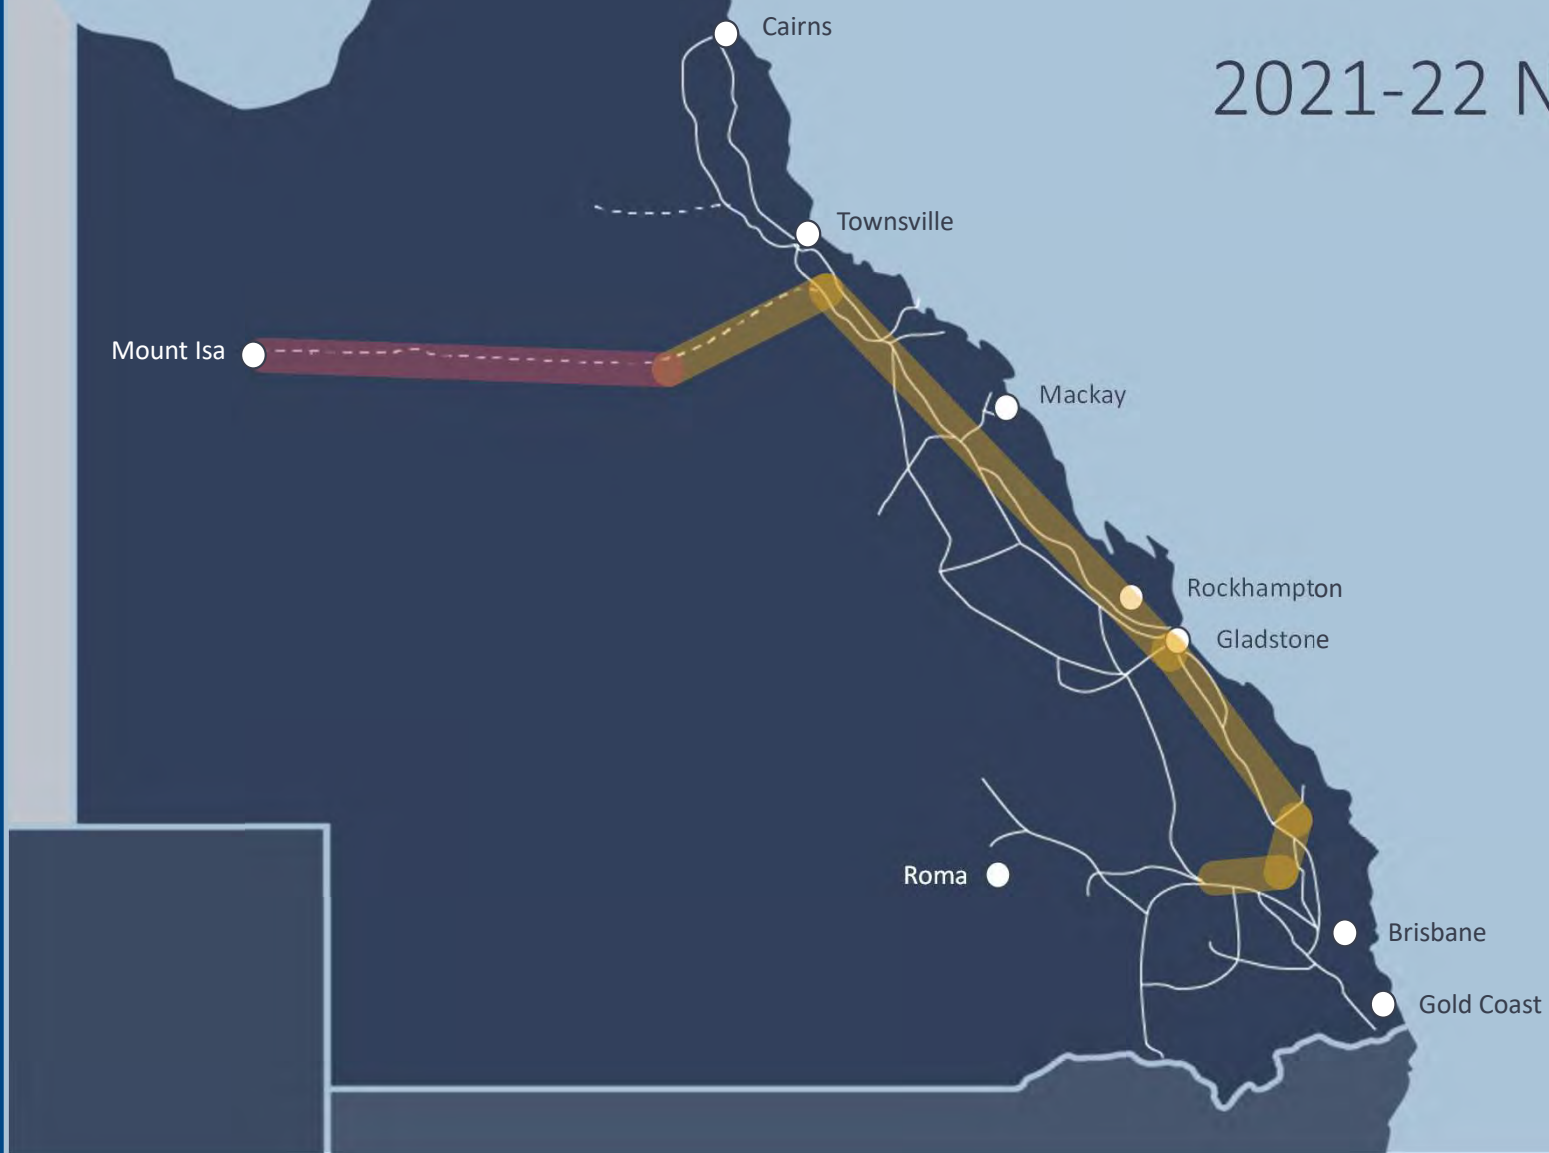 Cairns
2021-22 N
Townsville
Mount Isa
Mackay
Rockhampton
Gladstone
Roma
Brisbane
Gold Coast